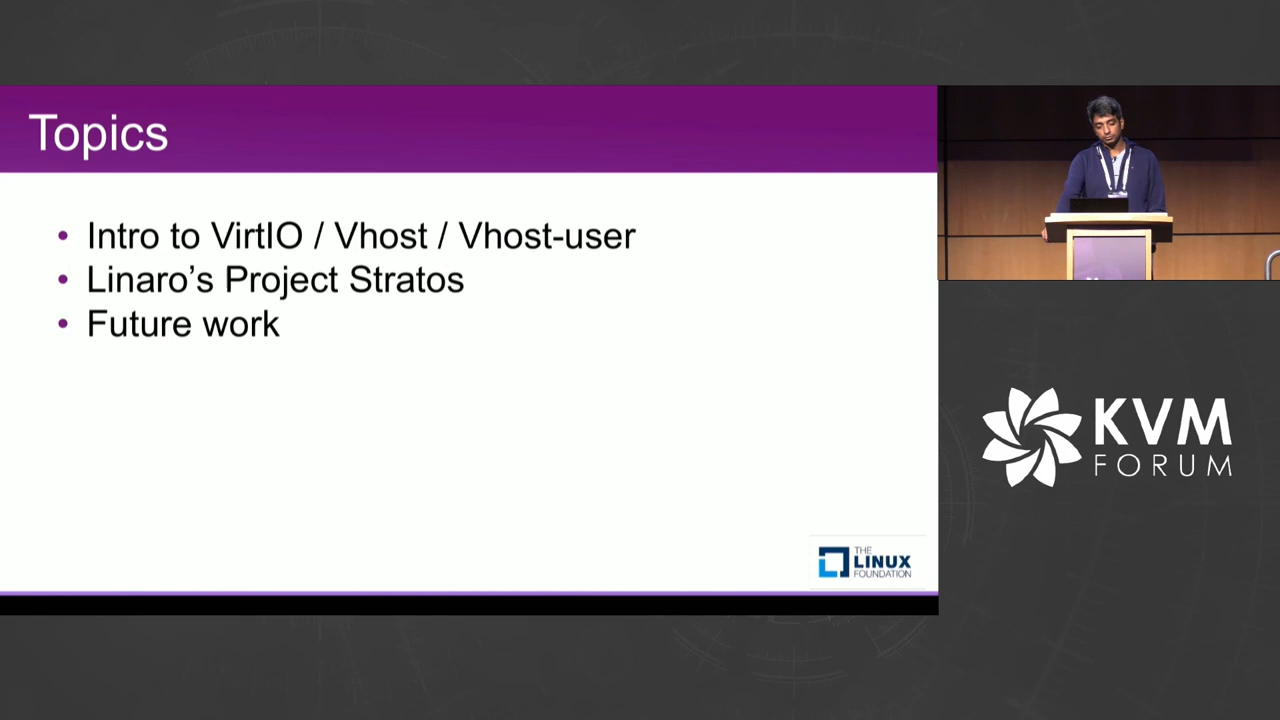 Topics
• Intro to VirtIO / Vhost / Vhost-user
• Linaro’s Project Stratos
• Future work
THE
LINUX
FOUNDATION
KVM
FORUM